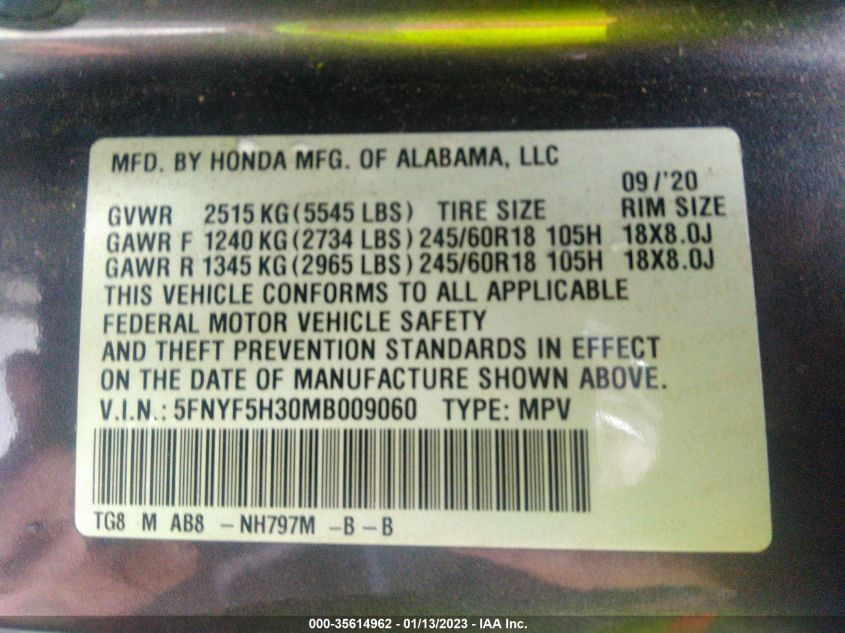 MFD. BY HONDA MFG. OF ALABAMA, LLC
09/'20
GVWR 2515 KG (5545 LBS) TIRE SIZE RIM SIZE
GAWR F 1240 KG (2734 LBS) 245/60R18 105H 18X8.0J
GAWR R 1345 KG (2965 LBS) 245/60R18 105H 18X8.0J
THIS VEHICLE CONFORMS TO ALL APPLICABLE
FEDERAL MOTOR VEHICLE SAFETY
AND THEFT PREVENTION STANDARDS IN EFFECT
ON THE DATE OF MANUFACTURE SHOWN ABOVE.
V.I.N.: 5FNYF5H30MB009060 TYPE: MPV
TG8 M AB8 -NH797M -B -B
000-35614962 - 01/13/2023 - IAA Inc.